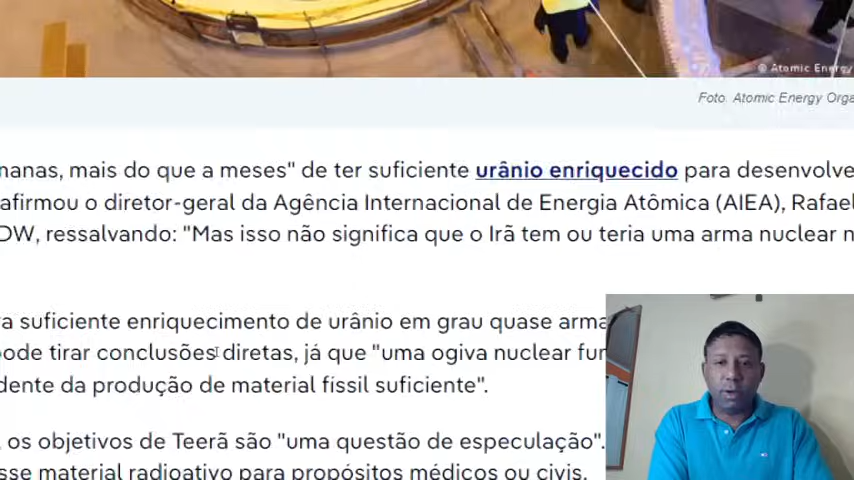 © Atomic Energy
Foto Atomic Energy Orga
nanas, mais do que a meses" de ter suficiente urânio enriquecido para desenvolve
afirmou o diretor-geral da Agência Internacional de Energia Atômica (AIEA), Rafael
DW, ressalvando: "Mas isso não significa que o Irã tem ou teria uma arma nuclear n
a suficiente enriquecimento de urânio em grau quase arma
pode tirar conclusões diretas, já que "uma ogiva nuclear fun
dente da produção de material físsil suficiente".
, os objetivos de Teerã são "uma questão de especulação".
sse material radioativo para propósitos médicos ou civis.